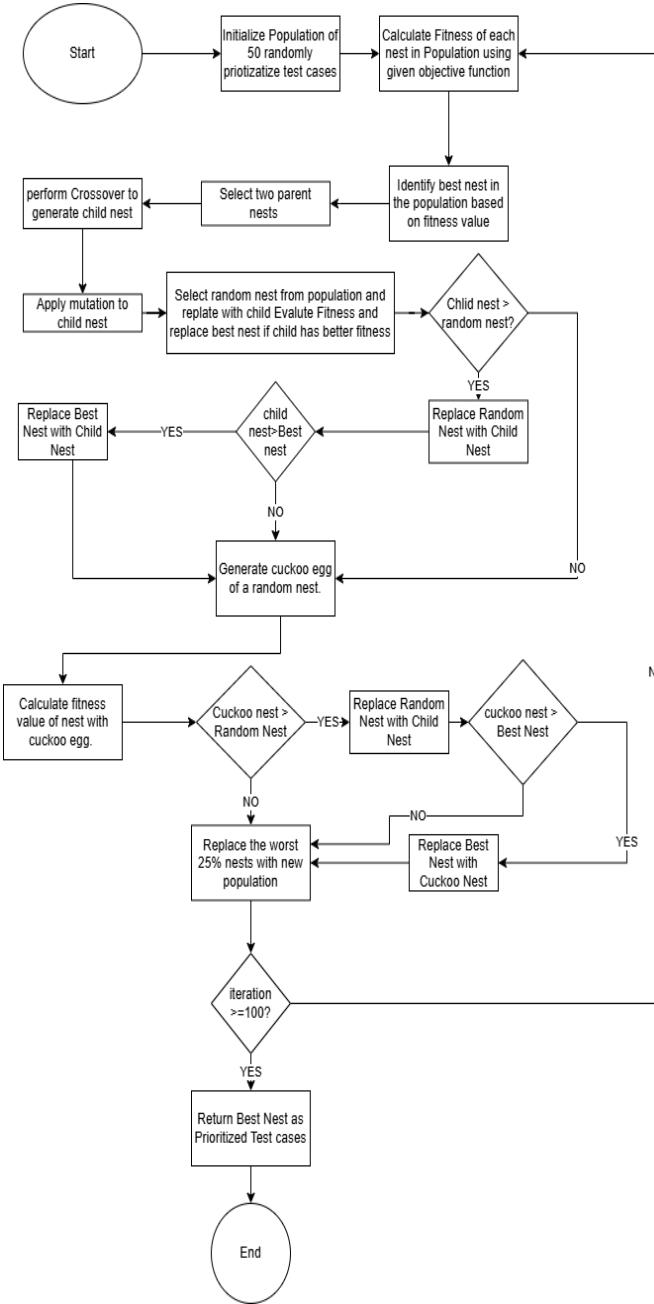 Start
Initialize Population of
50 randomly
priotizatize test cases
Calculate Fitness of each
nest in Population using
given objective function
perform Crossover to
generate child nest
Select two parent
nests
Identify best nest in
the population based
on fitness value
Apply mutation to
child nest
Select random nest from population and
replate with child Evalute Fitness and
replace best nest if child has better fitness
Chlid nest >
random nest?
YES
Replace Best
Nest with Child
Nest
YES
child
nest>Best
nest
Replace Random
Nest with Child
Nest
NO
Generate cuckoo egg
of a random nest.
NO
Calculate fitness
value of nest with
cuckoo egg.
Cuckoo nest >
Random Nest
YES
Replace Random
Nest with Child
Nest
cuckoo nest >
Best Nest
N
NO
NO
YES
Replace the worst
25% nests with new
population
Replace Best
Nest with
Cuckoo Nest
iteration
>=100?
YES
Return Best Nest as
Prioritized Test cases
End